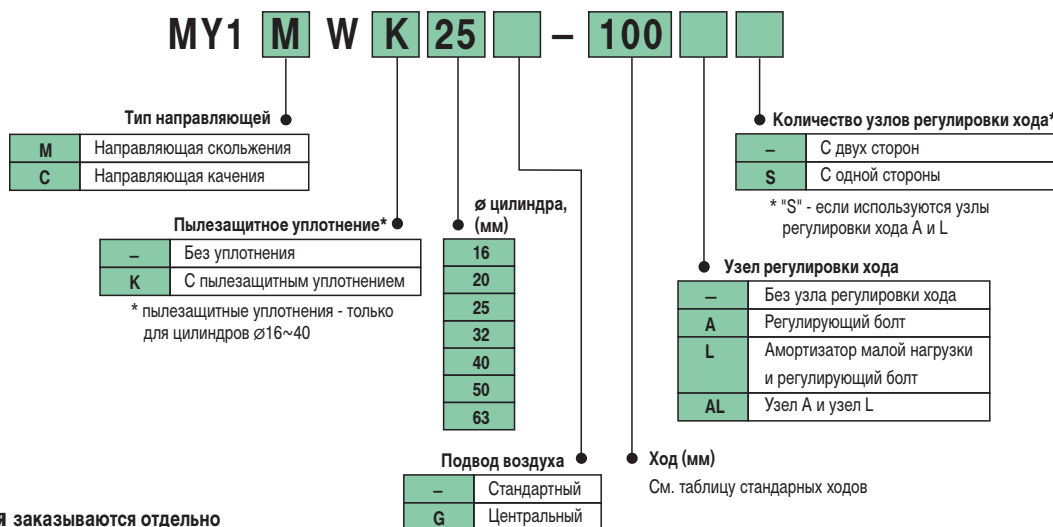 MY1 M W K 25 – 100
Тип направляющей
M Направляющая скольжения
C Направляющая качения
Пылезащитное уплотнение*
– Без уплотнения
K С пылезащитным уплотнением
* пылезащитные уплотнения - только
для цилиндров ∅16~40
ø цилиндра,
(мм)
16
20
25
32
40
50
63
Подвод воздуха
– Стандартный
G Центральный
Ход (мм)
См. таблицу стандарных ходов
Количество узлов регулировки хода*
– С двух сторон
S С одной стороны
* "S" - если используются узлы
регулировки хода A и L
Узел регулировки хода
– Без узла регулировки хода
A Регулирующий болт
L Амортизатор малой нагрузки
и регулирующий болт
AL Узел A и узел L
заказываются отдельно